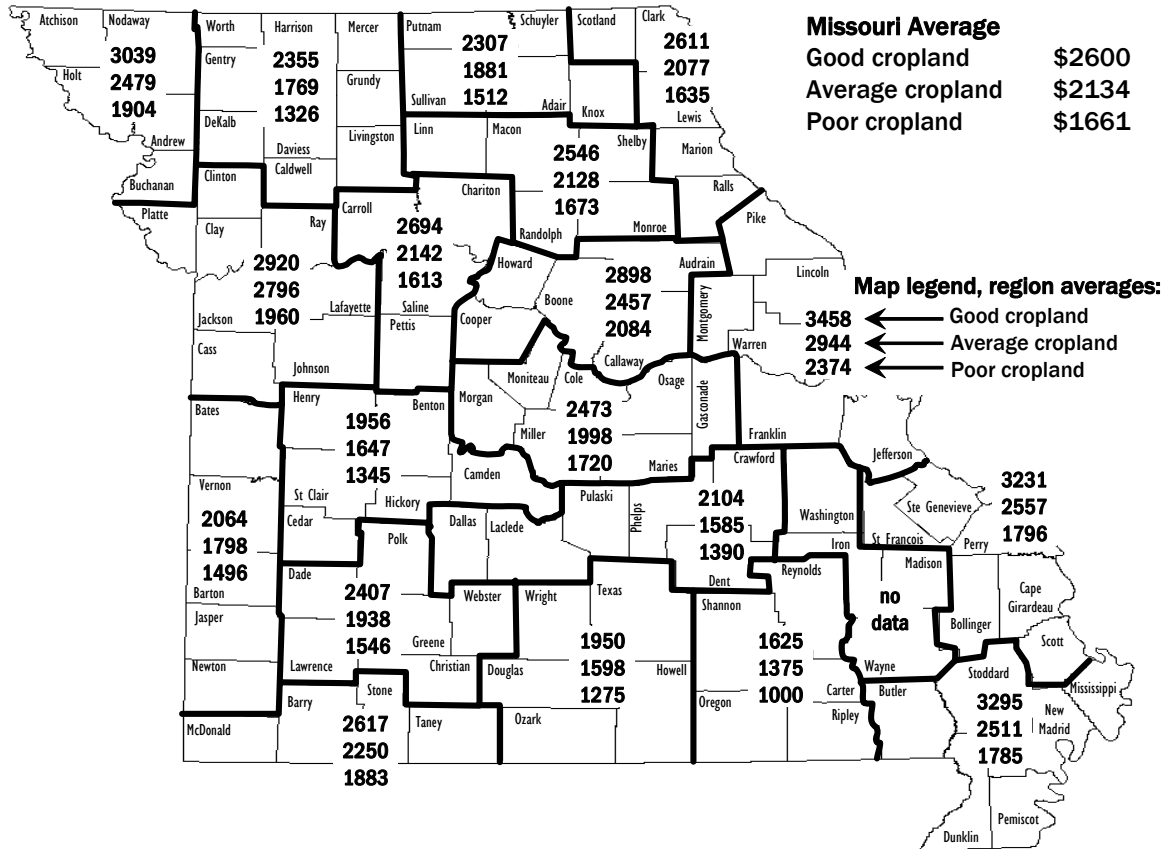 Missouri Average
Good cropland $2600
Average cropland $2134
Poor cropland $1661
Map legend, region averages:
3458 Good cropland
2944 Average cropland
2374 Poor cropland
Atchison
Nodaway
3039
Holt
2479
1904
Andrew
Buchanan
Worth
Harrison
Mercer
Gentry
2355
1769
Grundy
1326
DeKalb
Livingston
Daviess
Caldwell
Clinton
Putnam
Schuyler
2307
1881
1512
Sullivan
Adair
Scotland
Clark
2611
2077
1635
Knox
Lewis
Marion
Ralls
Linn
Macon
Shelby
2546
2128
1673
Chariton
Randolph
Monroe
Platte
Clay
Ray
2920
2796
1960
Lafayette
Jackson
Cass
Johnson
Carroll
2694
2142
1613
Saline
Pettis
Cooper
Howard
Boone
Audrain
2898
2457
2084
Callaway
Pike
Lincoln
Montgomery
Warren
Franklin
Jefferson
Moniteau
Cole
Osage
Gasconade
Morgan
2473
Miller
1998
1720
Maries
Camden
Henry
Benton
1956
1647
1345
St Clair
Hickory
Cedar
Bates
Vernon
2064
1798
1496
Barton
Jasper
Newton
Dade
Polk
2407
1938
1546
Greene
Lawrence
Christian
Dallas
Laclede
Webster
Pulaski
Phelps
Crawford
2104
1585
1390
Dent
Washington
Iron
Ste Genevieve
St Francois
3231
2557
1796
Perry
Cape
Girardeau
Bollinger
Scott
Madison
no
data
Wayne
Reynolds
Shannon
1625
1375
1000
Oregon
Carter
Ripley
Wright
Texas
1950
1598
1275
Douglas
Howell
Ozark
McDonald
Barry
Stone
2617
2250
1883
Taney
Butler
Stoddard
Mississippi
3295
New
Madrid
2511
1785
Pemiscot
Dunklin